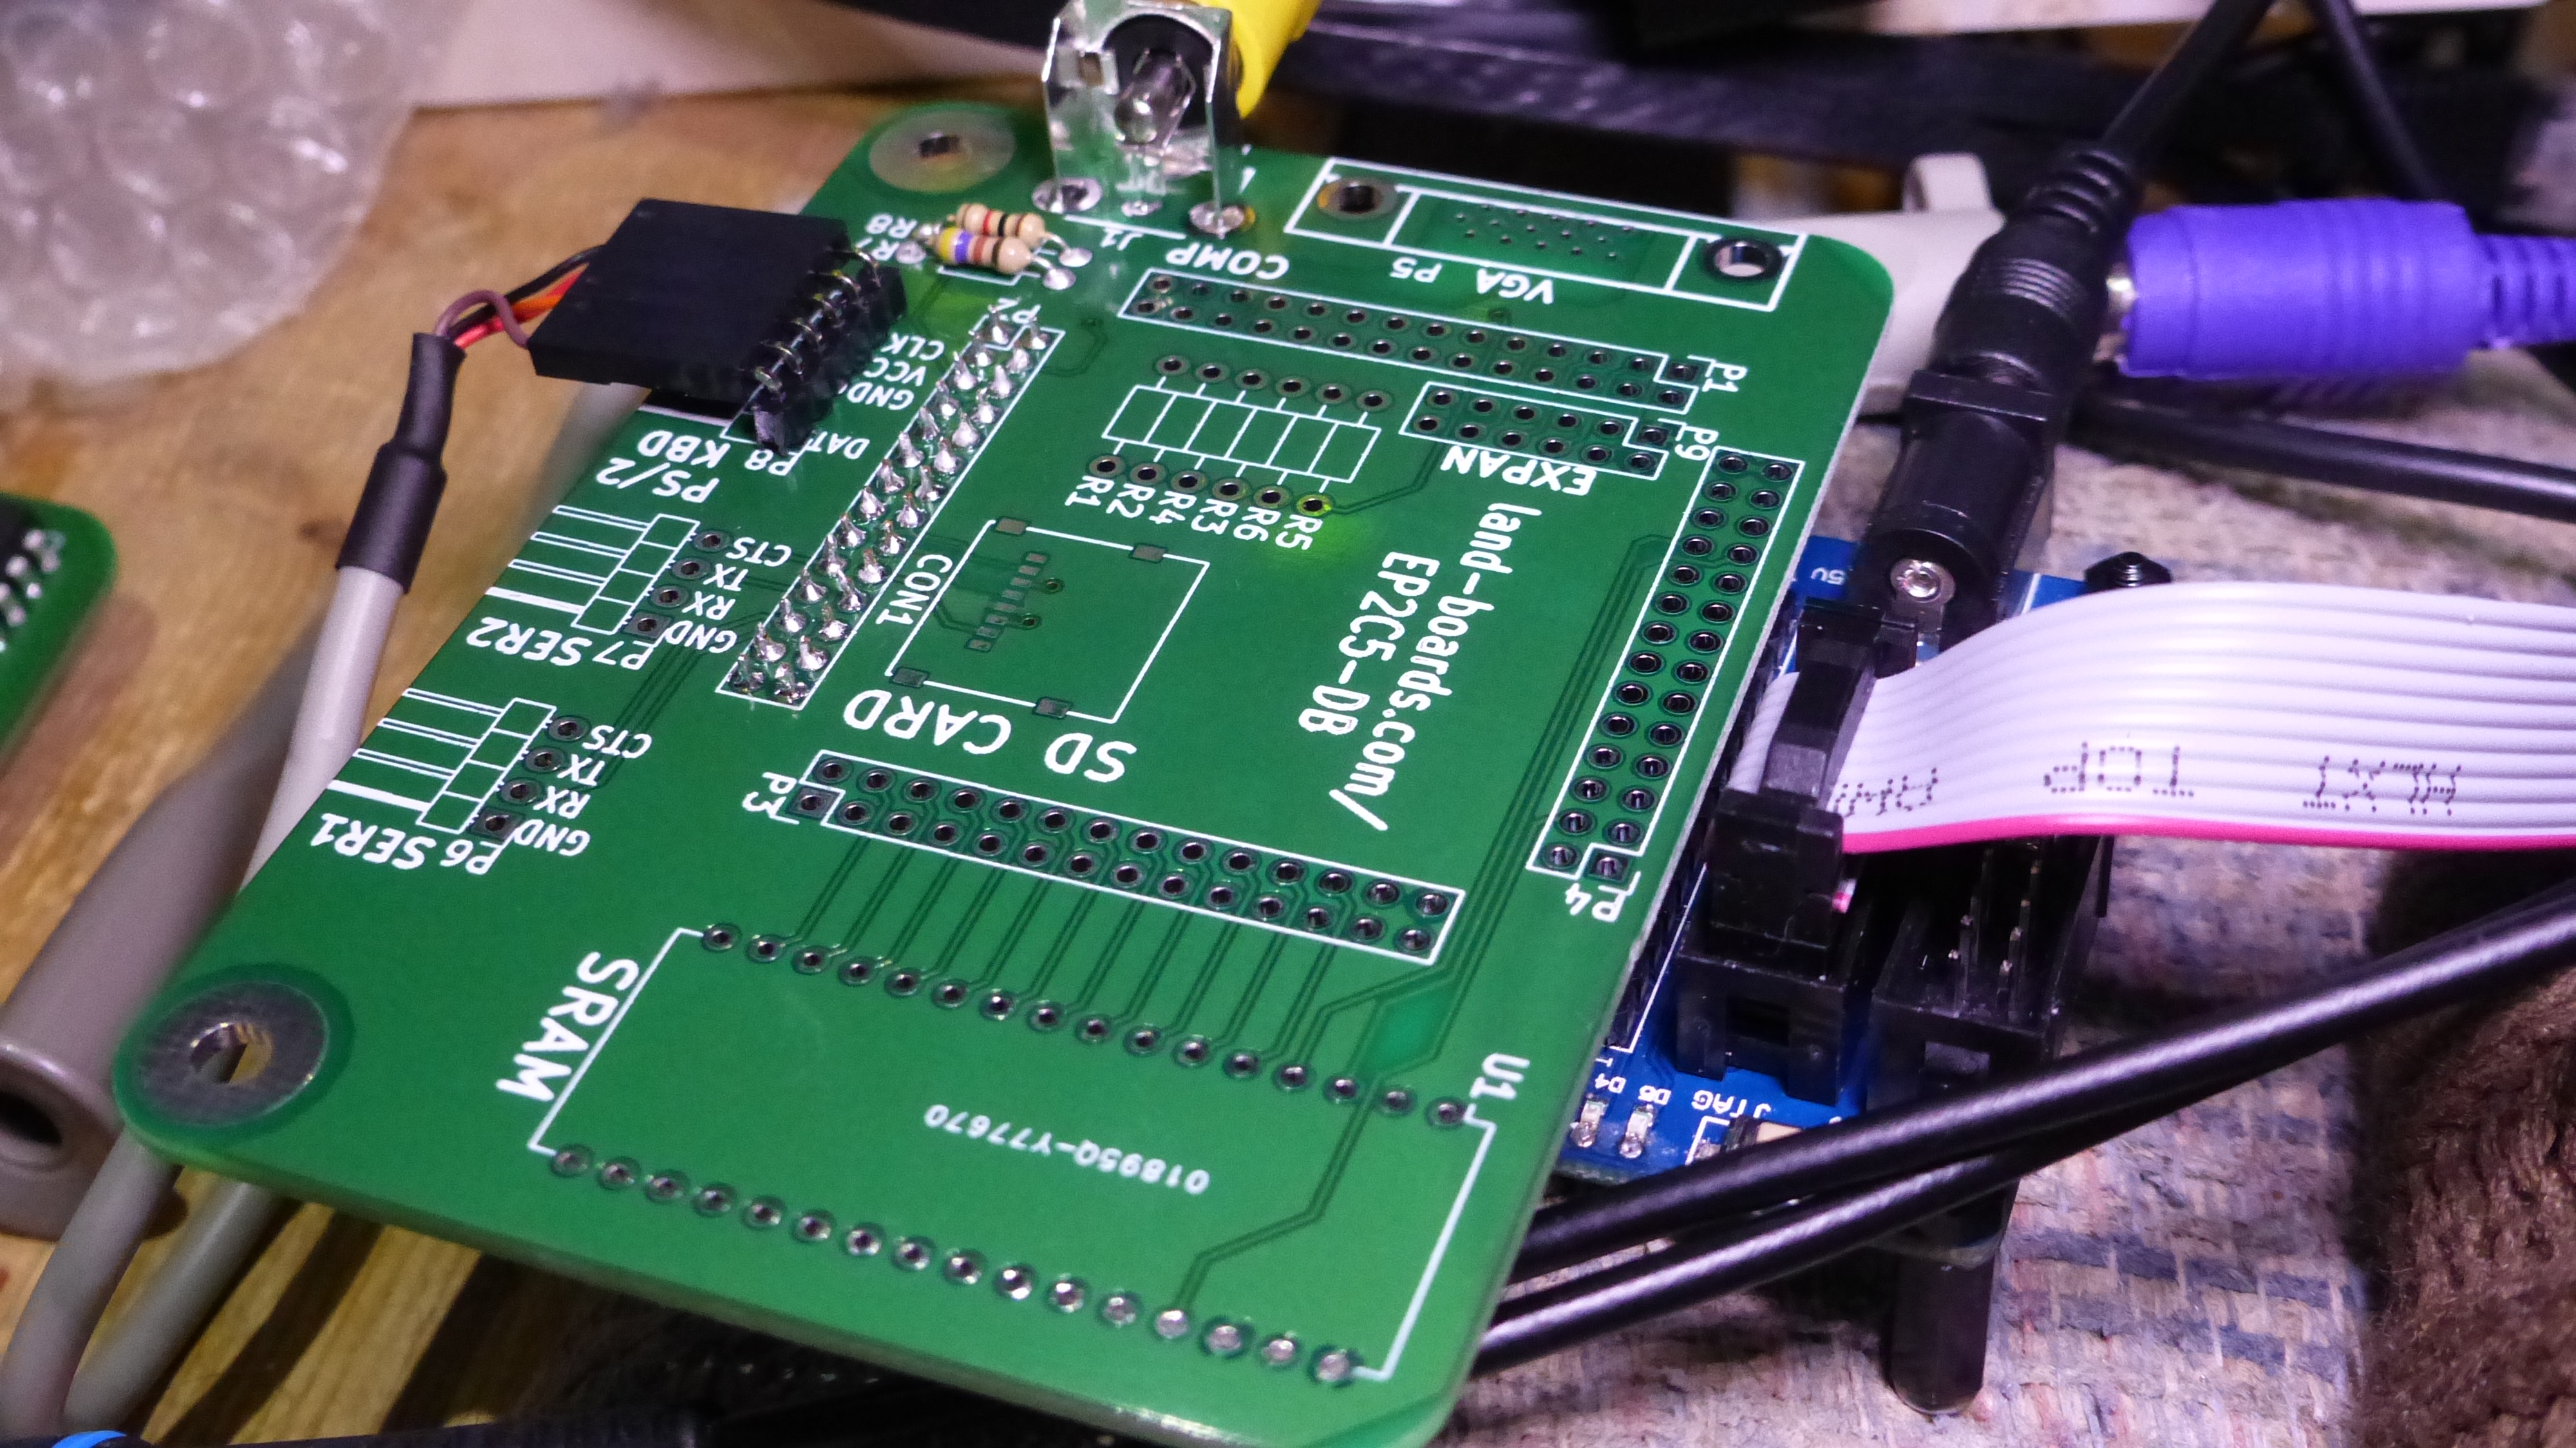 R8
R7
J1
COMP
VGA P5
P1
P9
EXPAN
CLK
VCC
GND
DAT
P8 KBD
PS/2
R1
R2
R4
R3
R6
R5
land-boards.com/
EP2C5-DB
CON1
SD CARD
CTS
TX
RX
GND
P7 SER2
CTS
TX
RX
GND
P6 SER1
P3
P4
SRAM
U1
01895Q-Y77670
5V
D4
D5
JTAG
TOP